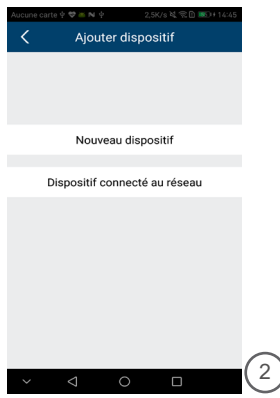 Aucune carte 2,5K/s 14:45
Ajouter dispositif
Nouveau dispositif
Dispositif connecté au réseau
2